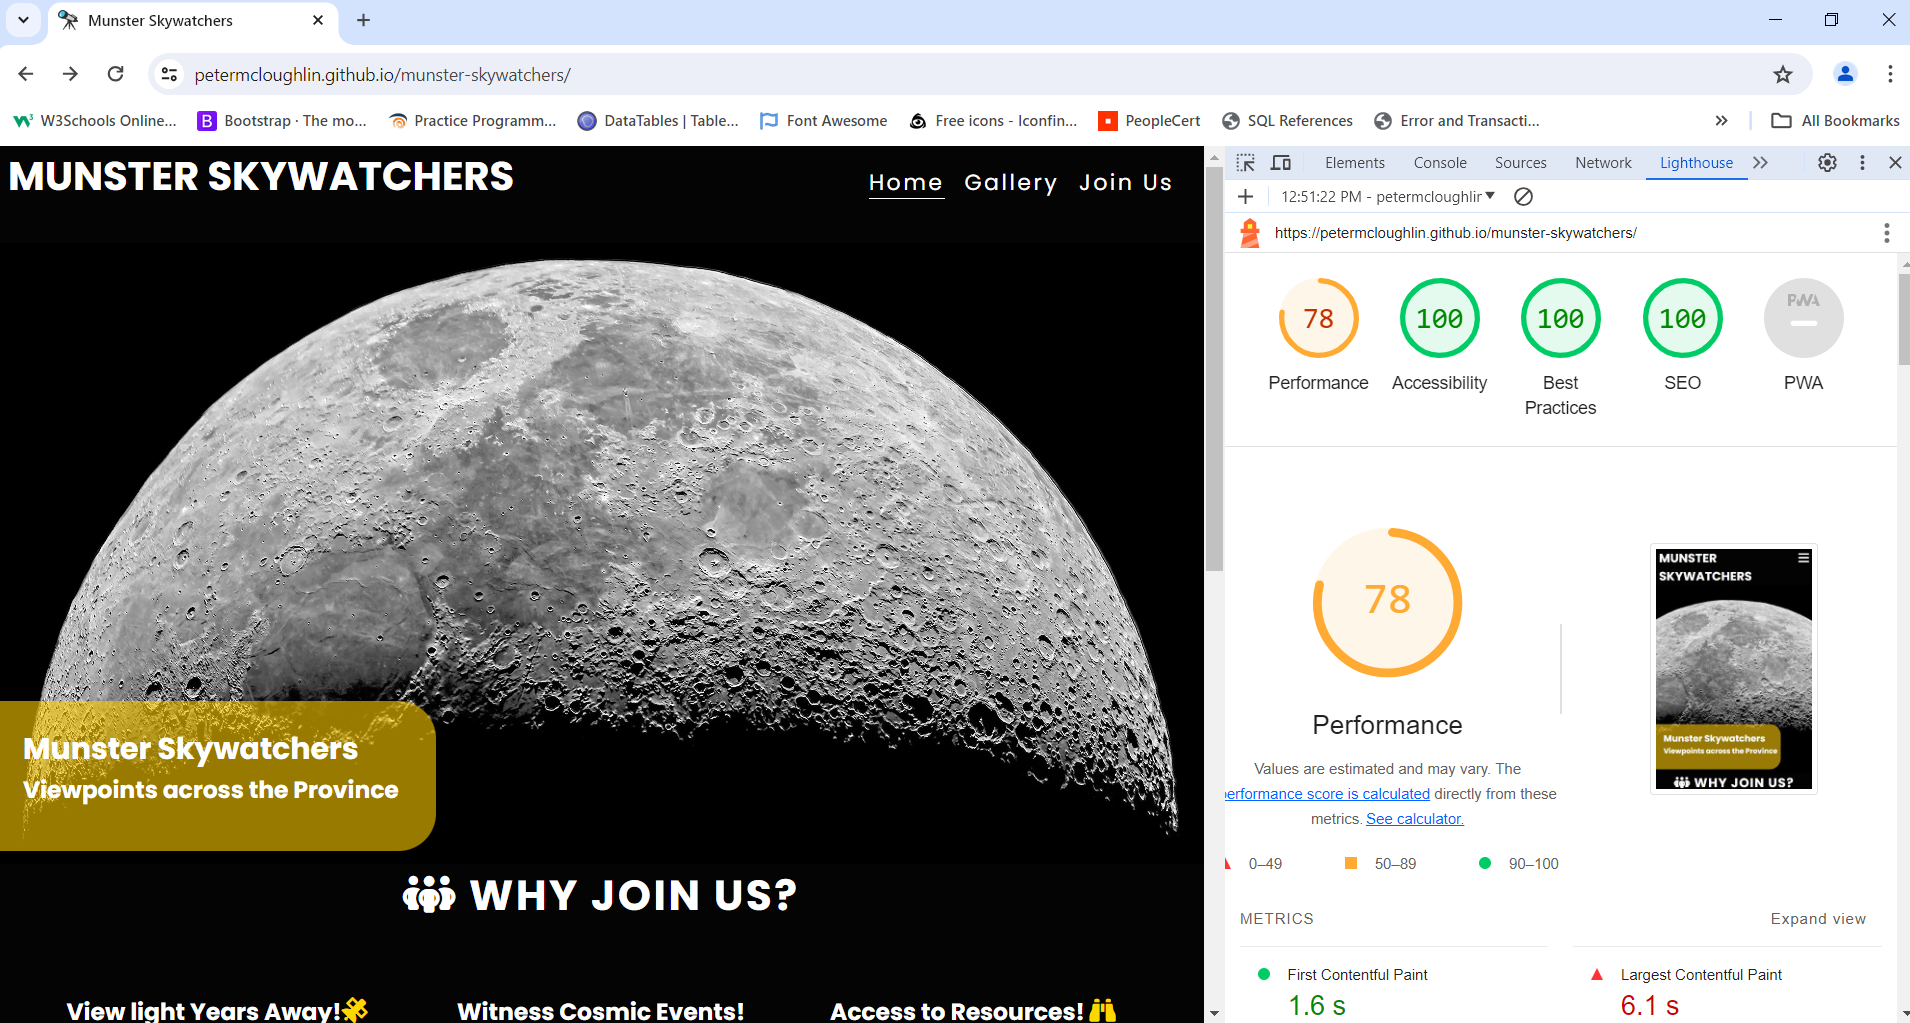 Munster Skywatchers
petermcloughlin.github.io/munster-skywatchers/
W3Schools Online...
Bootstrap · The mo...
Practice Programm...
DataTables | Table...
Font Awesome
Free icons - Iconfin...
PeopleCert
SQL References
Error and Transacti...
All Bookmarks
MUNSTER SKYWATCHERS
Home
Gallery
Join Us
Munster Skywatchers
Viewpoints across the Province
WHY JOIN US?
View light Years Away!
Witness Cosmic Events!
Access to Resources!
Elements
Console
Sources
Network
Lighthouse
12:51:22 PM - petermcloughlir
https://petermcloughlin.github.io/munster-skywatchers/
78
Performance
100
Accessibility
100
Best
Practices
100
SEO
PWA
PWA
78
Performance
Values are estimated and may vary. The
performance score is calculated directly from these
metrics. See calculator.
0–49
50–89
90–100
MUNSTER
SKYWATCHERS
Munster Skywatchers
Viewpoints across the Province
WHY JOIN US?
METRICS
Expand view
First Contentful Paint
1.6 s
Largest Contentful Paint
6.1 s